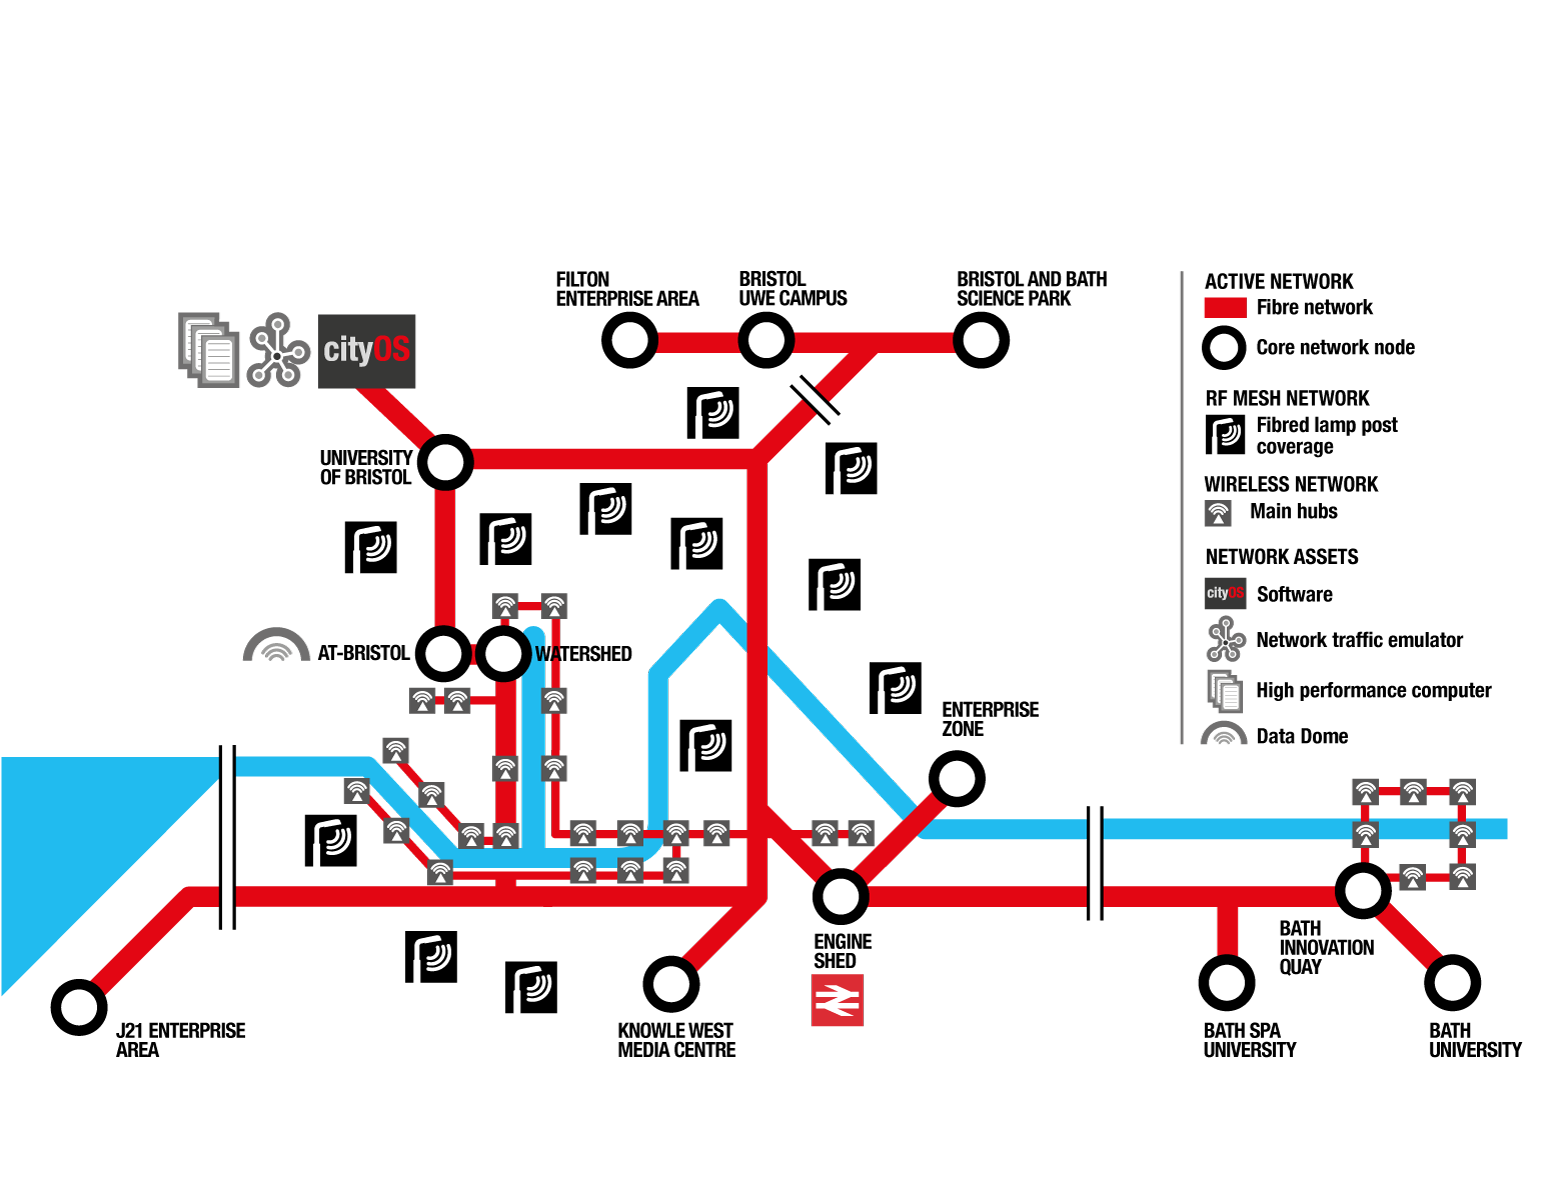 FILTON
ENTERPRISE AREA
BRISTOL
UWE CAMPUS
BRISTOL AND BATH
SCIENCE PARK
cityOS
UNIVERSITY
OF BRISTOL
AT-BRISTOL
WATERSHED
ENTERPRISE
ZONE
ENGINE
SHED
BATH
INNOVATION
QUAY
J21 ENTERPRISE
AREA
KNOWLE WEST
MEDIA CENTRE
BATH SPA
UNIVERSITY
BATH
UNIVERSITY
ACTIVE NETWORK
Fibre network
Core network node
RF MESH NETWORK
Fibred lamp post
coverage
WIRELESS NETWORK
Main hubs
NETWORK ASSETS
cityOS Software
Network traffic emulator
High performance computer
Data Dome